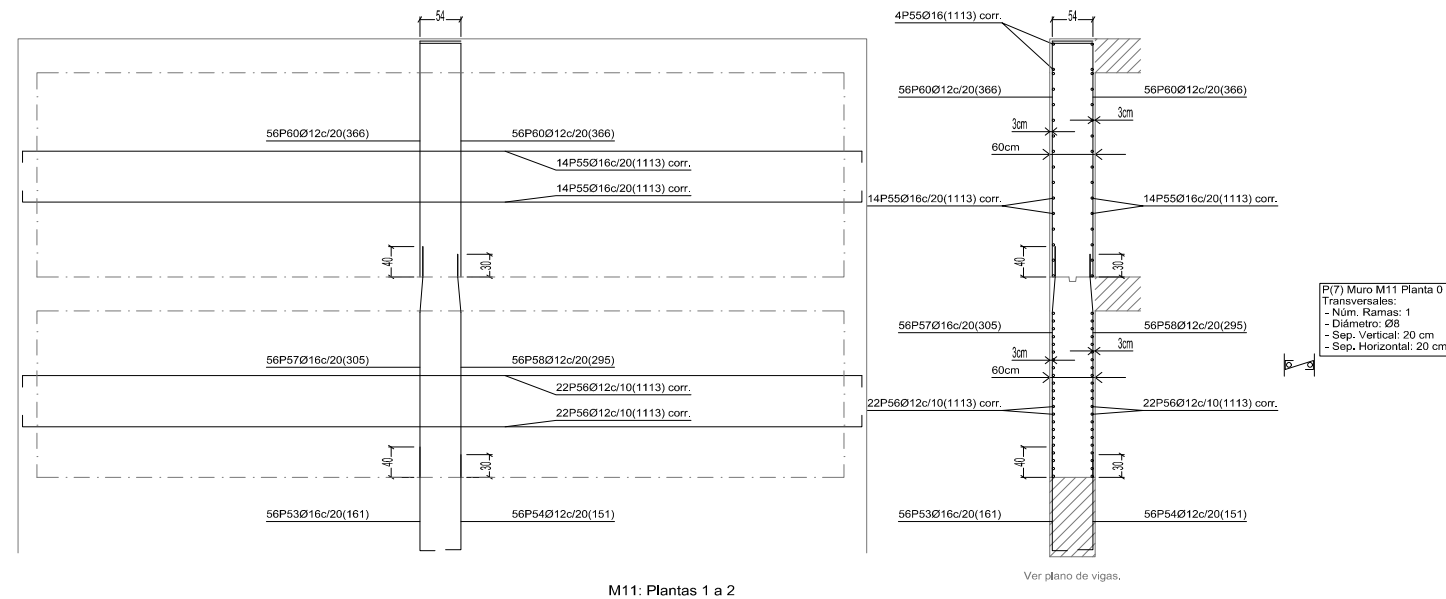 54
56P60Ø12c/20(366)
56P60Ø12c/20(366)
14P55Ø16c/20(1113) corr.
14P55Ø16c/20(1113) corr.
40
30
56P57Ø16c/20(305)
56P58Ø12c/20(295)
22P56Ø12c/10(1113) corr.
22P56Ø12c/10(1113) corr.
40
30
56P53Ø16c/20(161)
56P54Ø12c/20(151)
M11: Plantas 1 a 2
4P55Ø16(1113) corr.
54
56P60Ø12c/20(366)
56P60Ø12c/20(366)
3cm
3cm
60cm
14P55Ø16c/20(1113) corr.
14P55Ø16c/20(1113) corr.
40
30
56P57Ø16c/20(305)
56P58Ø12c/20(295)
3cm
3cm
60cm
22P56Ø12c/10(1113) corr.
22P56Ø12c/10(1113) corr.
40
30
56P53Ø16c/20(161)
56P54Ø12c/20(151)
Ver plano de vigas.
P(7) Muro M11 Planta 0
Transversales:
- Núm. Ramas: 1
- Diámetro: Ø8
- Sep. Vertical: 20 cm
- Sep. Horizontal: 20 cm